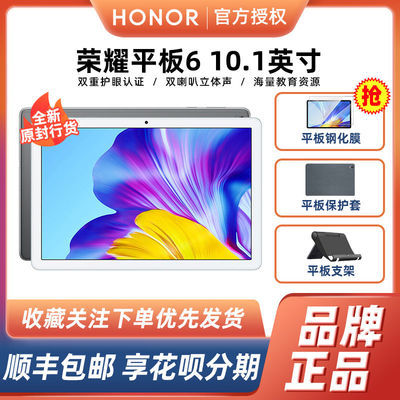 HONOR | 官方授权
荣耀平板6 10.1英寸
双重护眼认证 / 双喇叭立体声 / 海量教育资源
全新
原封行货
抢
平板钢化膜
平板保护套
平板支架
收藏关注下单优先发货
顺丰包邮 享花呗分期
品牌
正品